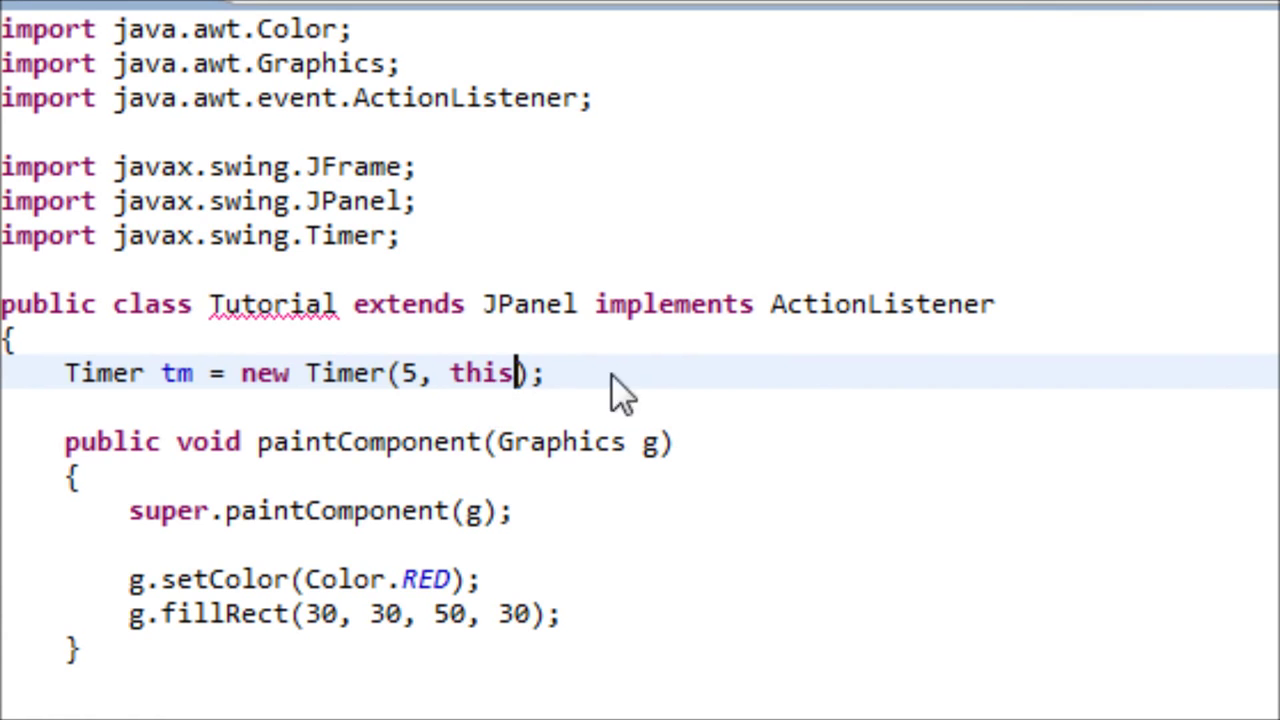 import java.awt.Color;
import java.awt.Graphics;
import java.awt.event.ActionListener;
import javax.swing.JFrame;
import javax.swing.JPanel;
import javax.swing.Timer;
public class Tutorial extends JPanel implements ActionListener
{
Timer tm = new Timer(5, this);
public void paintComponent(Graphics g)
{
super.paintComponent(g);
g.setColor(Color.RED);
g.fillRect(30, 30, 50, 30);
}